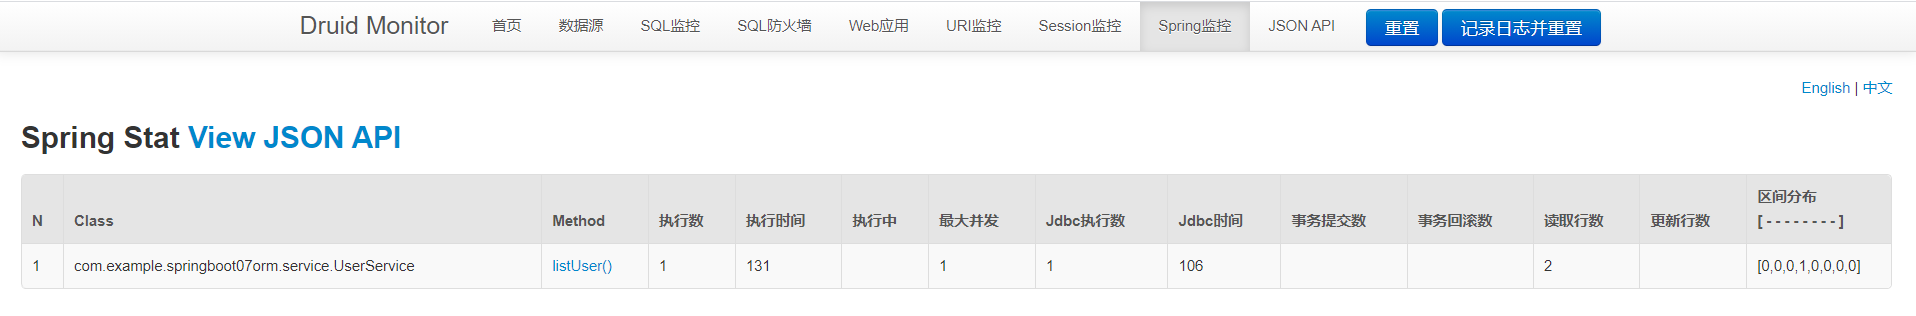 Druid Monitor 首页 数据源 SQL监控 SQL防火墙 Web应用 URI监控 Session监控 Spring监控 JSON API 重置 记录日志并重置
English | 中文
Spring Stat View JSON API
N Class Method 执行数 执行时间 执行中 最大并发 Jdbc执行数 Jdbc时间 事务提交数 事务回滚数 读取行数 更新行数 区间分布
[ - - - - - - - - ]
1 com.example.springboot07orm.service.UserService listUser() 1 131 1 1 106 2 [0,0,0,1,0,0,0,0]